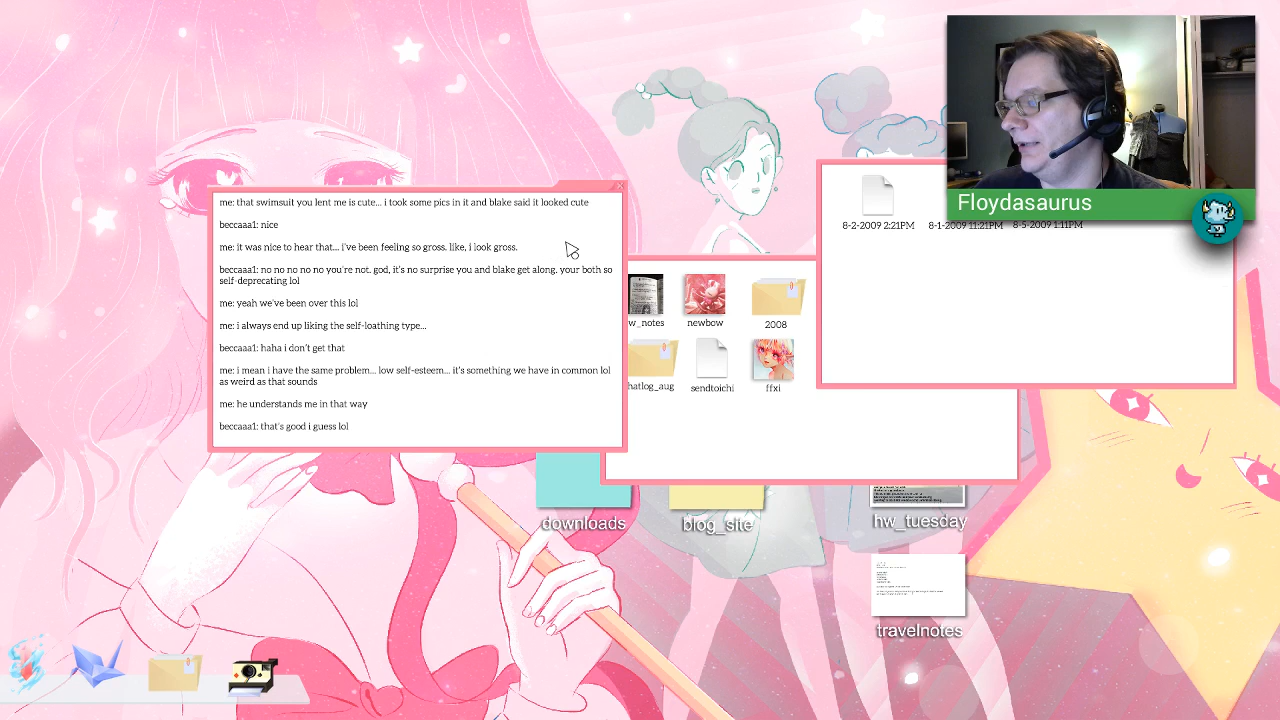 Floydasaurus
8-2-2009 2:21PM
8-1-2009 11:21PM
8-5-2009 1:11PM
me: that swimsuit you lent me is cute... i took some pics in it and blake said it looked cute
beccaaa1: nice
me: it was nice to hear that... i've been feeling so gross. like, i look gross.
beccaaa1: no no no no no you're not. god, it's no surprise you and blake get along. your both so
self-deprecating lol
me: yeah we've been over this lol
me: i always end up liking the self-loathing type...
beccaaa1: haha i don't get that
me: i mean i have the same problem... low self-esteem... it's something we have in common lol
as weird as that sounds
me: he understands me in that way
beccaaa1: that's good i guess lol
w_notes
newbow
2008
hatlog_aug
sendtoichi
ffxi
downloads
blog_site
hw_tuesday
travelnotes